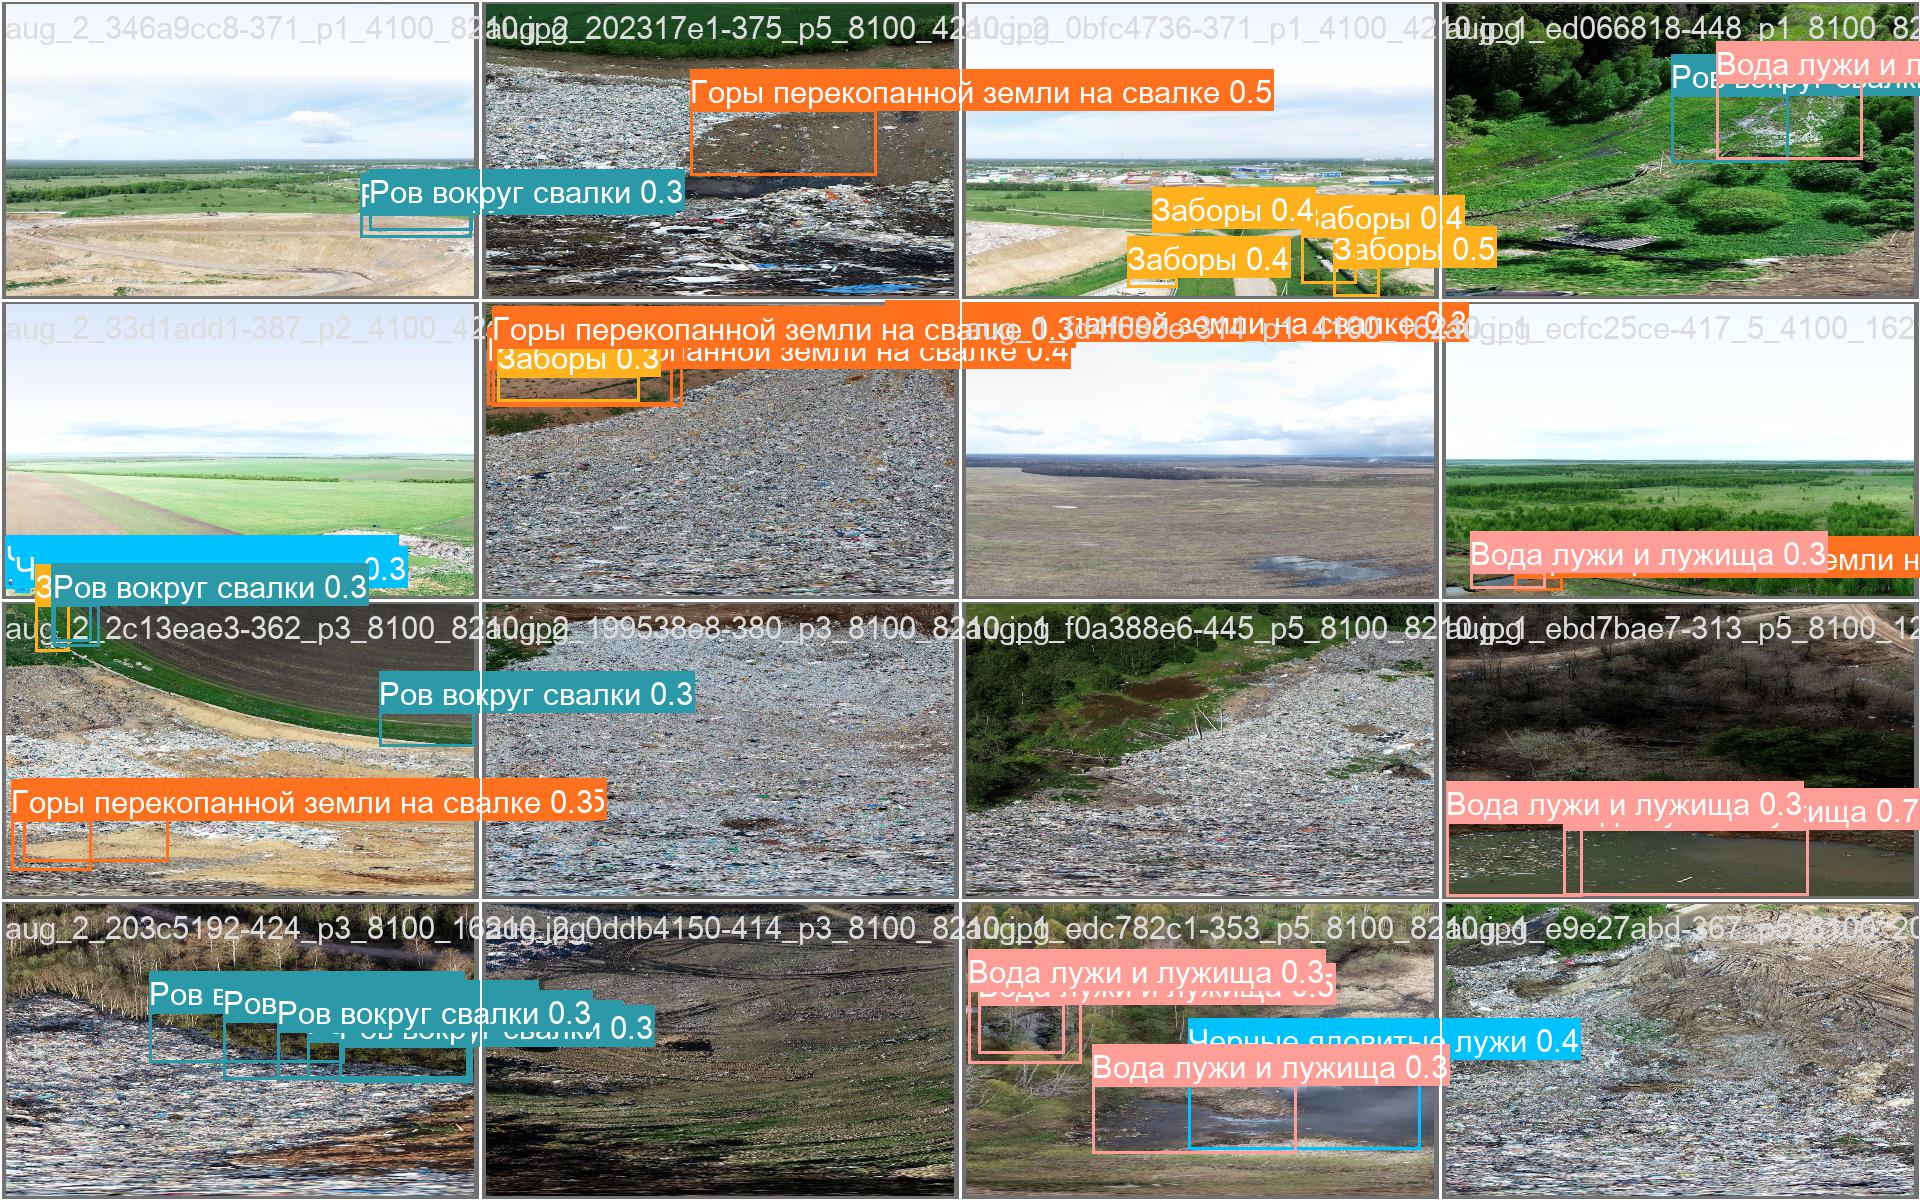 aug_2_346a9cc8-371_p1_4100_8210.jpg
aug_2_202317e1-375_p5_8100_4210.jpg
aug_2_0bfc4736-371_p1_4100_4210.jpg
aug_1_ed066818-448_p1_8100_82
Горы перекопанной земли на свалке 0.5
Вода лужи и л
Ров вокруг свалки
Ров вокруг свалки 0.3
Заборы 0.4
Заборы 0.4
Заборы 0.4
Заборы 0.5
aug_2_33d1add1-387_p2_4100_42
Горы перекопанной земли на свалке 0.3
панной земли на свалке 0.3
опанной земли на свалке 0.4
Заборы 0.3
aug_1_ecfc25ce-417_5_4100_162
Вода лужи и лужища 0.3
земли н
Ч
0.3
З
Ров вокруг свалки 0.3
aug_2_2c13eae3-362_p3_8100_8210.jpg
aug_2_199538e8-380_p3_8100_8210.jpg
aug_1_f0a388e6-445_p5_8100_8210.jpg
aug_1_ebd7bae7-313_p5_8100_12
Ров вокруг свалки 0.3
Горы перекопанной земли на свалке 0.3
Вода лужи и лужища 0.3
жища 0.7
aug_2_203c5192-424_p3_8100_16210.jpg
aug_2_0ddb4150-414_p3_8100_8210.jpg
aug_1_edc782c1-353_p5_8100_8210.jpg
aug_1_e9e27abd-367_p5_8100_20
Ров в
Ров
Ров вокруг свалки 0.3
Ров вокруг свалки 0.3
Вода лужи и лужища 0.3
Вода лужи и лужища 0.5
Черные ядовитые лужи 0.4
Вода лужи и лужища 0.3